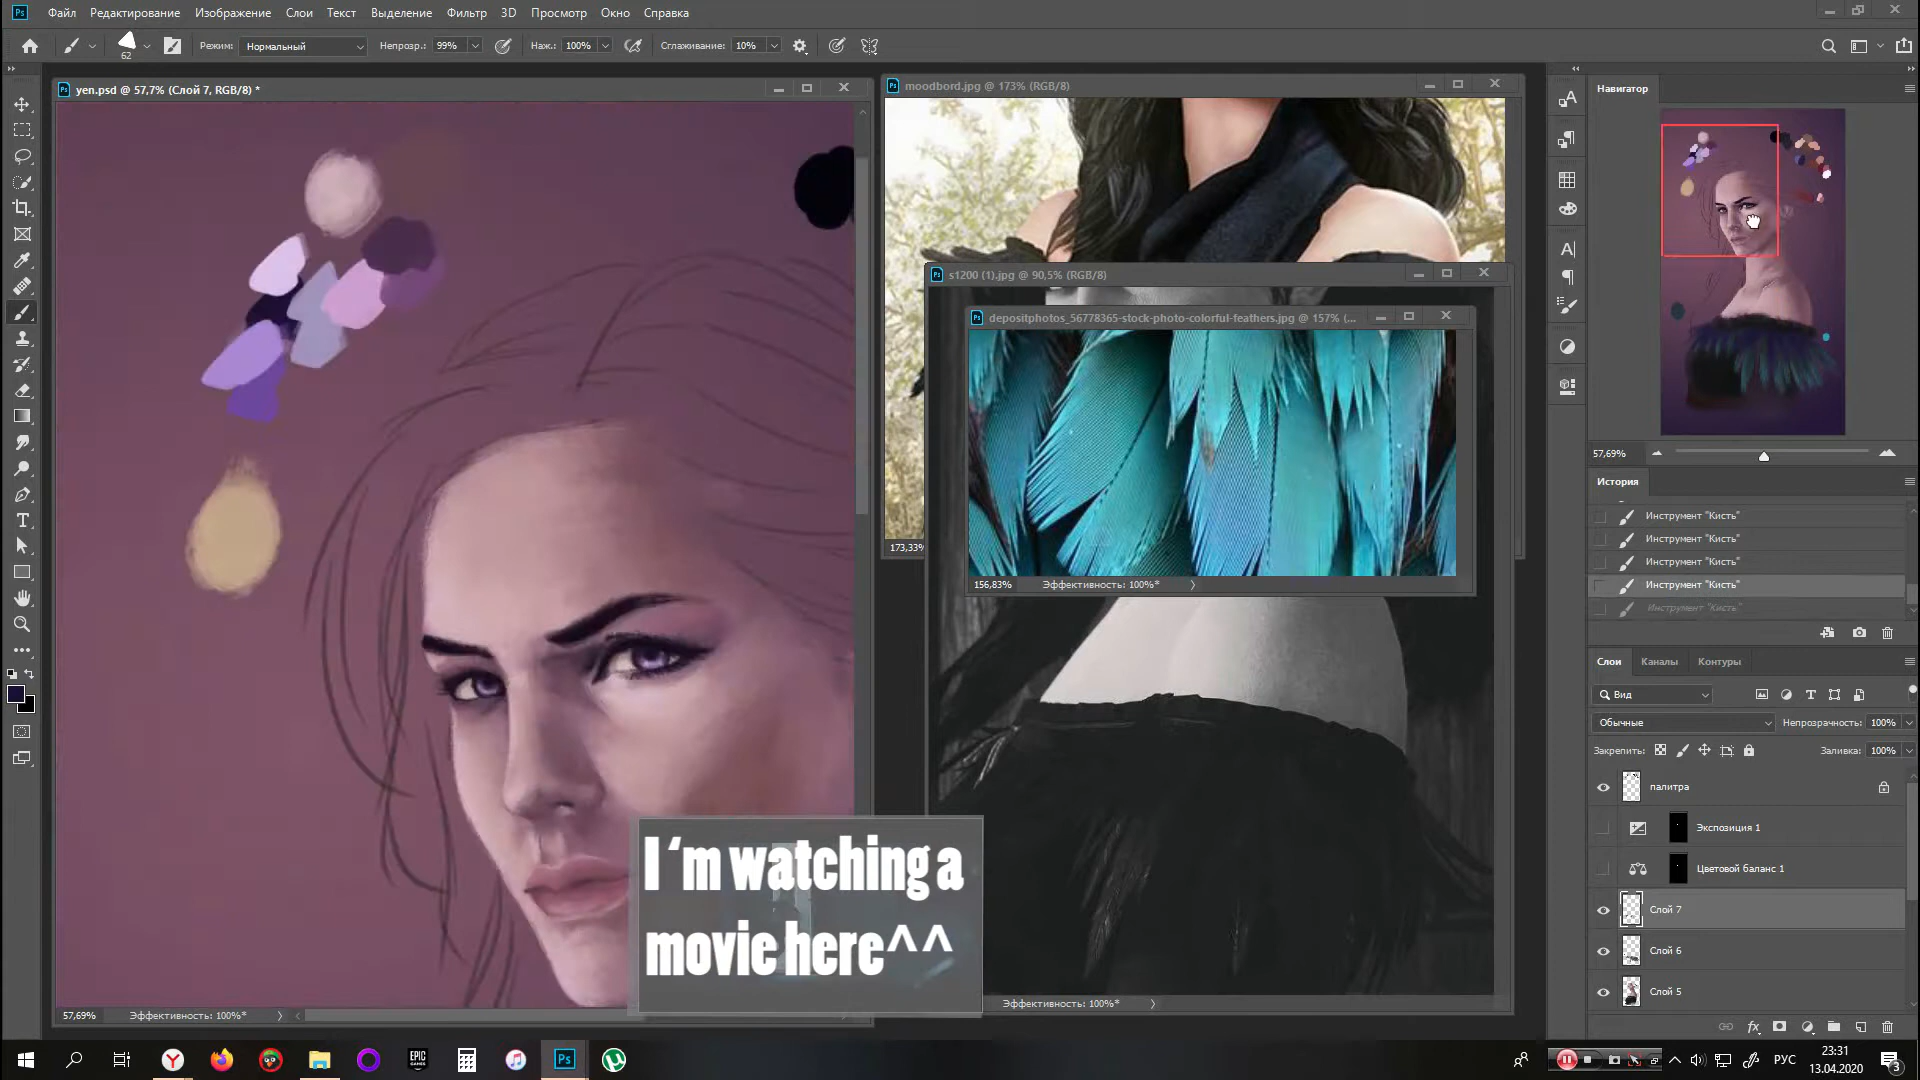 Файл Редактирование Изображение Слои Текст Выделение Фильтр 3D Просмотр Окно Справка
62
Режим: Нормальный Непрозр.: 99% Наж.: 100% Сглаживание: 10%
yen.psd @ 57,7% (Слой 7, RGB/8) *
moodbord.jpg @ 173% (RGB/8)
s1200 (1).jpg @ 90,5% (RGB/8)
depositphotos_56778365-stock-photo-colorful-feathers.jpg @ 157% (...
173,33%
156,83% Эффективность: 100%*
Эффективность: 100%*
57,69% Эффективность: 100%*
I ‘m watching a
movie here^^
Навигатор
57,69%
История
Инструмент "Кисть"
Инструмент "Кисть"
Инструмент "Кисть"
Инструмент "Кисть"
Инструмент "Кисть"
Слои Каналы Контуры
Вид
Обычные Непрозрачность: 100%
Закрепить: Заливка: 100%
палитра
Экспозиция 1
Цветовой баланс 1
Слой 7
Слой 6
Слой 5
EPIC GAMES
РУС
23:31
13.04.2020
3